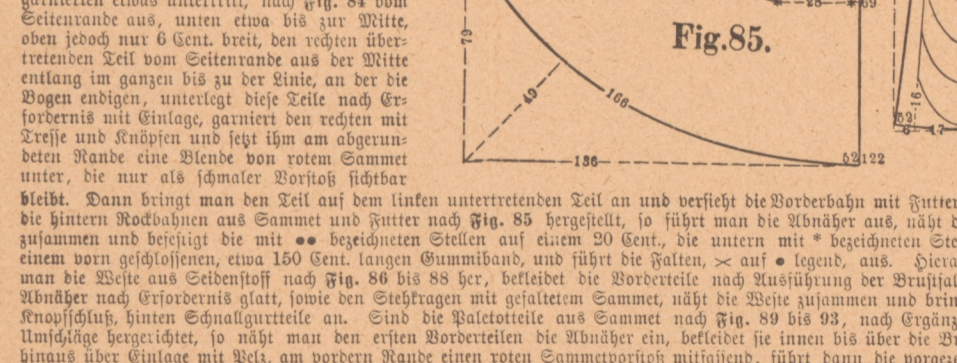 garnierten etwas untertritt, nach Fig. 84 vom
Seitenrande aus, unten etwa bis zur Mitte,
oben jedoch nur 6 Cent. breit, den rechten über-
tretenden Teil vom Seitenrande aus der Mitte
entlang im ganzen bis zu der Linie, an der die
Bogen endigen, unterlegt diese Teile nach Er-
fordernis mit Einlage, garniert den rechten mit
Tresse und Knöpfen und setzt ihm am abgerun-
deten Rande eine Blende von rotem Sammet
unter, die nur als schmaler Vorstoß sichtbar
bleibt. Dann bringt man den Teil auf dem linken untertretenden Teil an und versieht die Vorderbahn mit Futter
die hintern Rockbahnen aus Sammet und Futter nach Fig. 85 hergestellt, so führt man die Abnäher aus, näht d
zusammen und befestigt die mit •• bezeichneten Stellen auf einem 20 Cent., die untern mit * bezeichneten Ste
einem vorn geschlossenen, etwa 150 Cent. langen Gummiband, und führt die Falten, × auf • legend, aus. Hiera
man die Weste aus Seidenstoff nach Fig. 86 bis 88 her, bekleidet die Vorderteile nach Ausführung der Brustfal
Abnäher nach Erfordernis glatt, sowie den Stehkragen mit gefaltetem Sammet, näht die Weste zusammen und brin
Knopfschluß, hinten Schnallgurtteile an. Sind die Paletotteile aus Sammet nach Fig. 89 bis 93, nach Ergänz
Umschläge hergerichtet, so näht man den ersten Vorderteilen die Abnäher ein, bekleidet sie innen bis über die Br
hinaus über Einlage mit Pelz, am vordern Rande einen roten Sammetvorstoß mitfassend, führt dann die
28
*69
Fig.85.
79
49
166
136
52
122
16
52
6
17